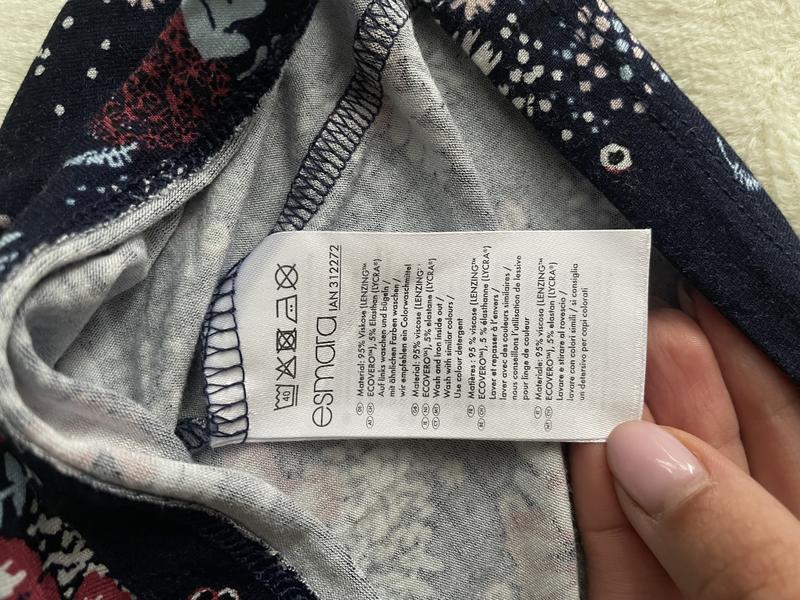 40
esmara
IAN 312272
DE AT CH Material: 95% Viskose (LENZING™
ECOVERO™), 5% Elasthan (LYCRA®)
Auf links waschen und bügeln /
mit ähnlichen Farben waschen /
wir empfehlen ein Colorwaschmittel
Material: 95% viscose (LENZING™
ECOVERO™), 5% elastane (LYCRA®)
Wash and iron inside out /
Wash with similar colours /
Use colour detergent
Matières: 95 % viscose (LENZING™
ECOVERO™), 5 % élasthanne (LYCRA®)
Laver et repasser à l'envers /
laver avec des couleurs similaires /
nous conseillons l'utilisation de lessive
pour linge de couleur
Materiale: 95% viscosa (LENZING™
ECOVERO™), 5% elastan (LYCRA®)
Lavare e stirare al rovescio /
lavare con colori simili / si consiglia
un detersivo per capi colorati